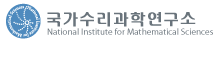 국가수리과학연구소
National Institute for Mathematical Sciences